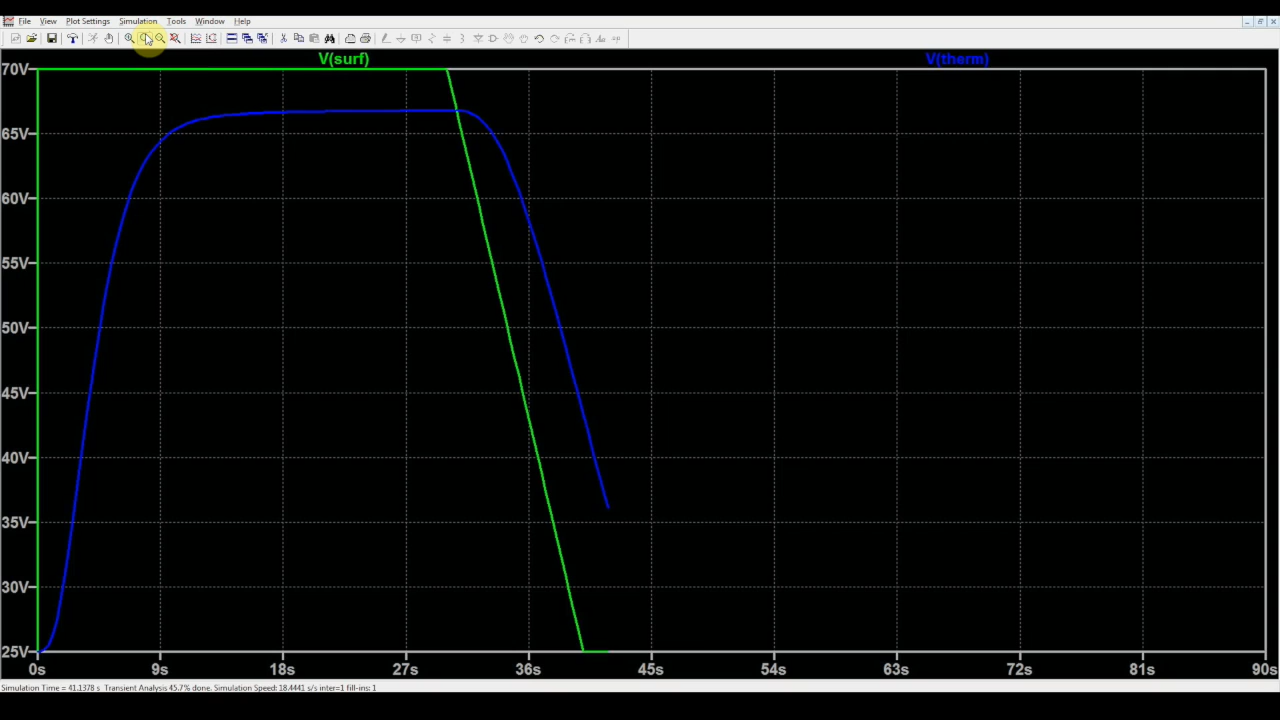 File View Plot Settings Simulation Tools Window Help
V(surf) V(therm)
70V
65V
60V
55V
50V
45V
40V
35V
30V
25V
0s 9s 18s 27s 36s 45s 54s 63s 72s 81s 90s
Simulation Time = 41.1378 s Transient Analysis 45.7% done. Simulation Speed: 18.4441 s/s inter=1 fill-ins: 1